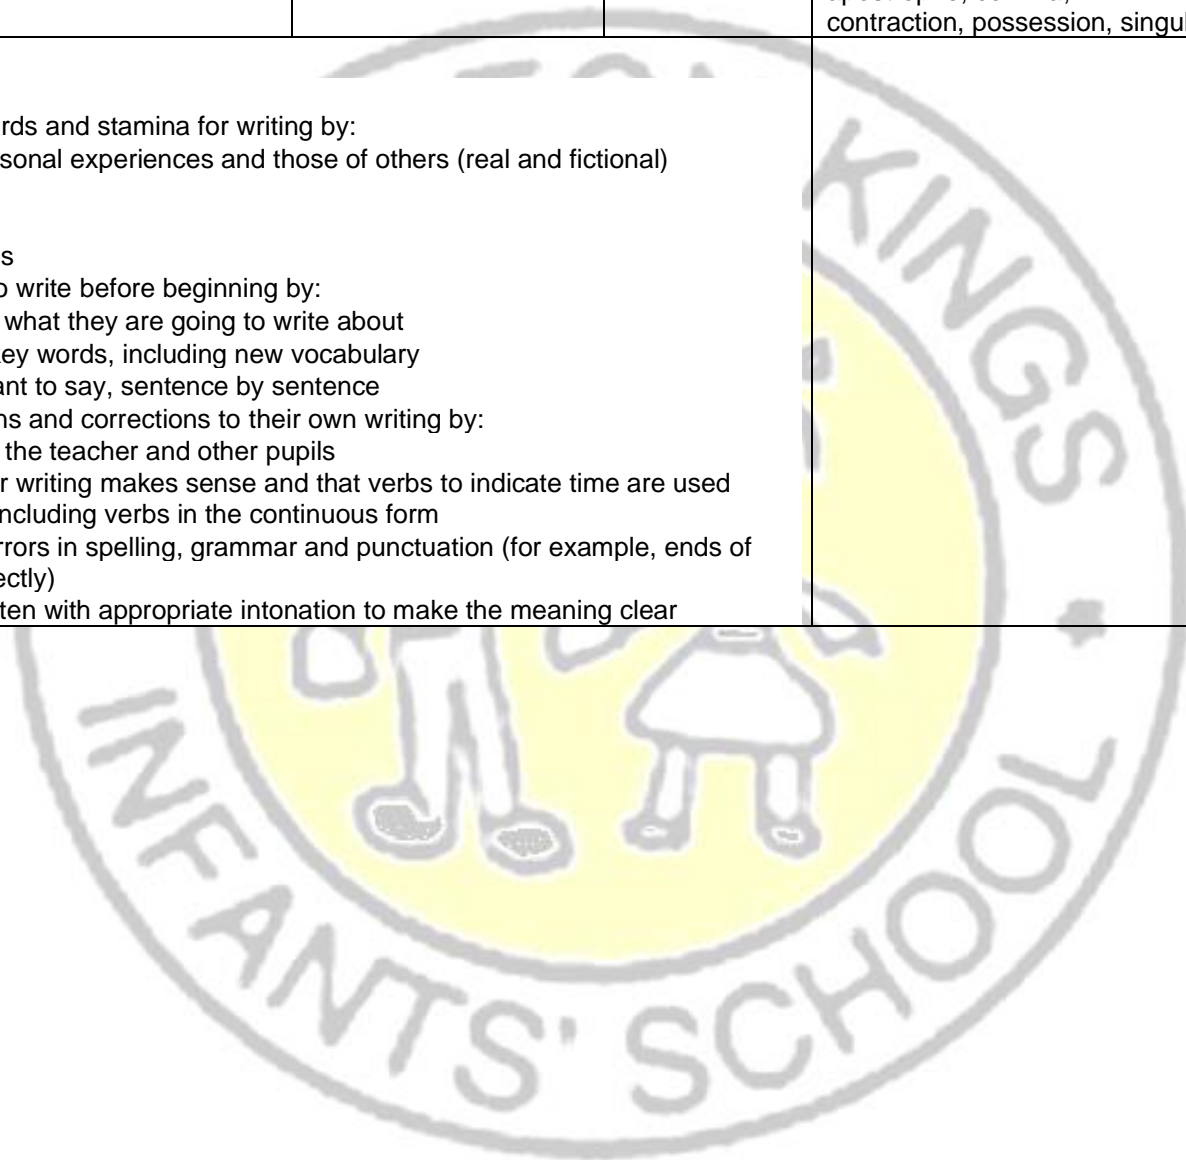 contraction, possession, singul
rds and stamina for writing by:
sonal experiences and those of others (real and fictional)
s
o write before beginning by:
what they are going to write about
ey words, including new vocabulary
ant to say, sentence by sentence
ns and corrections to their own writing by:
the teacher and other pupils
r writing makes sense and that verbs to indicate time are used
ncluding verbs in the continuous form
rrors in spelling, grammar and punctuation (for example, ends of
ectly)
ten with appropriate intonation to make the meaning clear
KINGS
INFANTS' SCHOOL